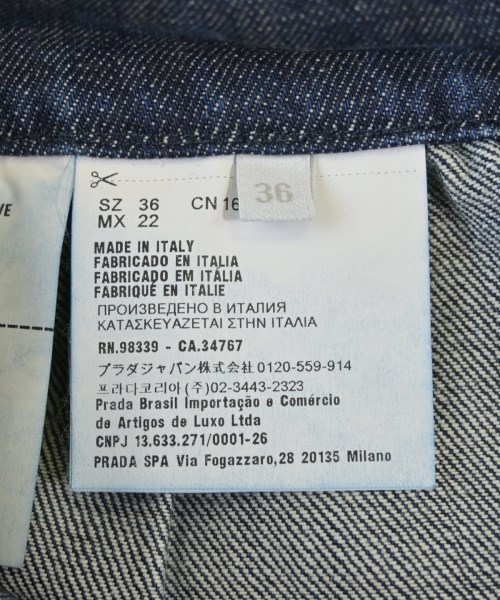 SZ 36 CN 16
36
MX 22
MADE IN ITALY
FABRICADO EN ITALIA
FABRICADO EM ITÁLIA
FABRIQUÉ EN ITALIE
ПРОИЗВЕДЕНО В ИТАЛИЯ
ΚΑΤΑΣΚΕΥΑΖΕΤΑΙ ΣΤΗΝ ΙΤΑΛΙΑ
RN.98339 - CA.34767
プラダジャパン株式会社 0120-559-914
프라다코리아 (주) 02-3443-2323
Prada Brasil Importação e Comércio
de Artigos de Luxo Ltda
CNPJ 13.633.271/0001-26
PRADA SPA Via Fogazzaro,28 20135 Milano